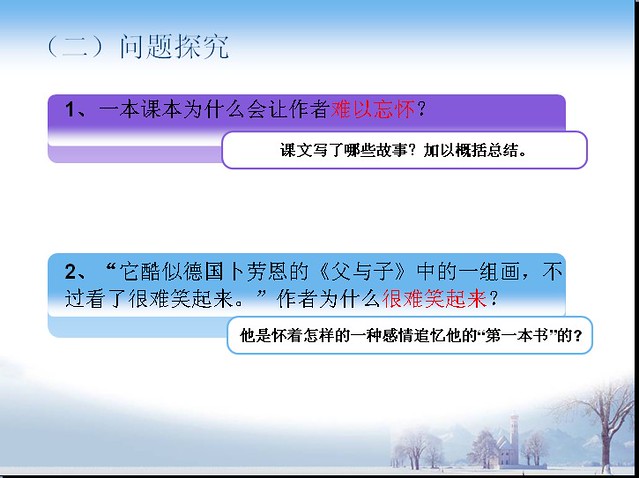 （二）问题探究
1、一本课本为什么会让作者难以忘怀？
课文写了哪些故事？加以概括总结。
2、“它酷似德国卜劳恩的《父与子》中的一组画，不
过看了很难笑起来。”作者为什么很难笑起来？
他是怀着怎样的一种感情追忆他的“第一本书”的?